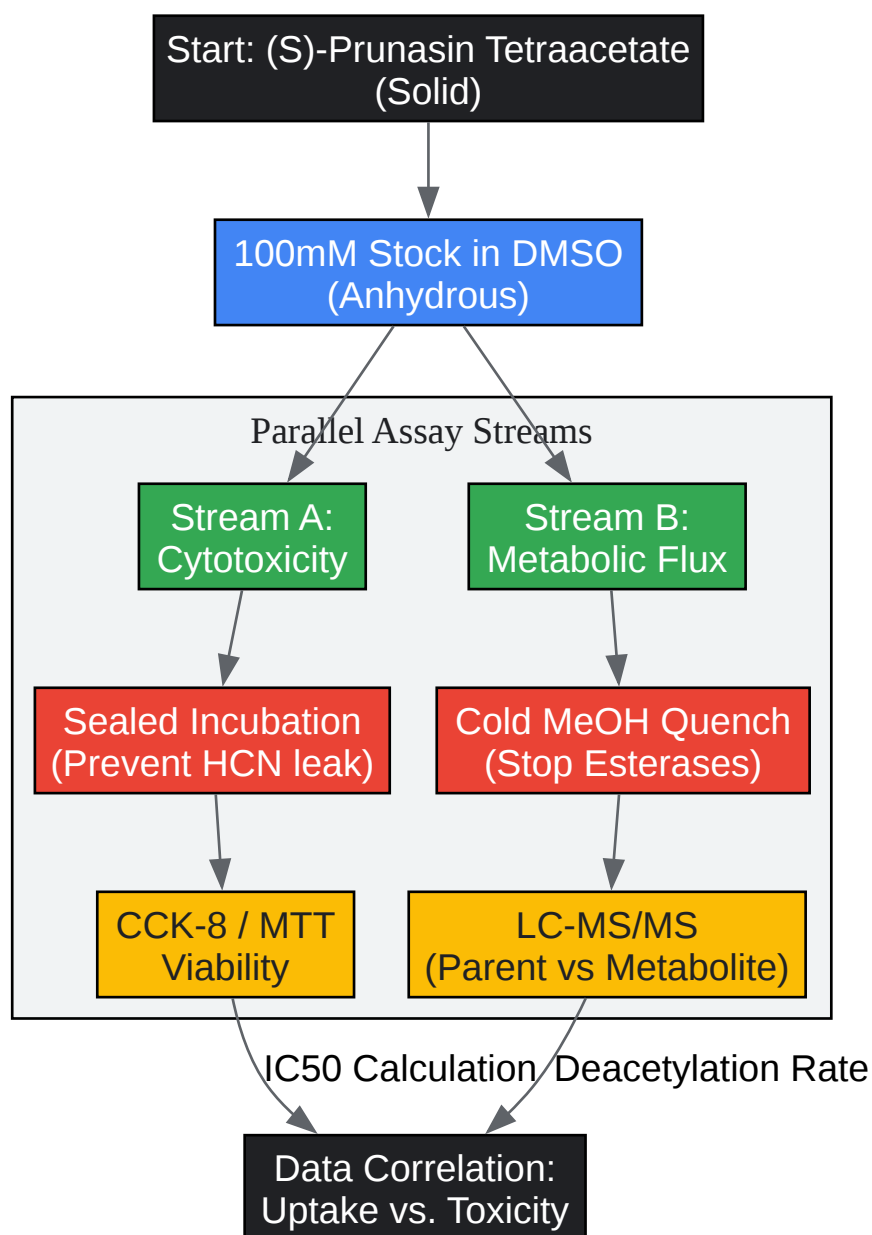 Start: (S)-Prunasin Tetraacetate
(Solid)
100mM Stock in DMSO
(Anhydrous)
Parallel Assay Streams
Stream A:
Cytotoxicity
Stream B:
Metabolic Flux
Sealed Incubation
(Prevent HCN leak)
Cold MeOH Quench
(Stop Esterases)
CCK-8 / MTT
Viability
LC-MS/MS
(Parent vs Metabolite)
IC50 Calculation
Deacetylation Rate
Data Correlation:
Uptake vs. Toxicity